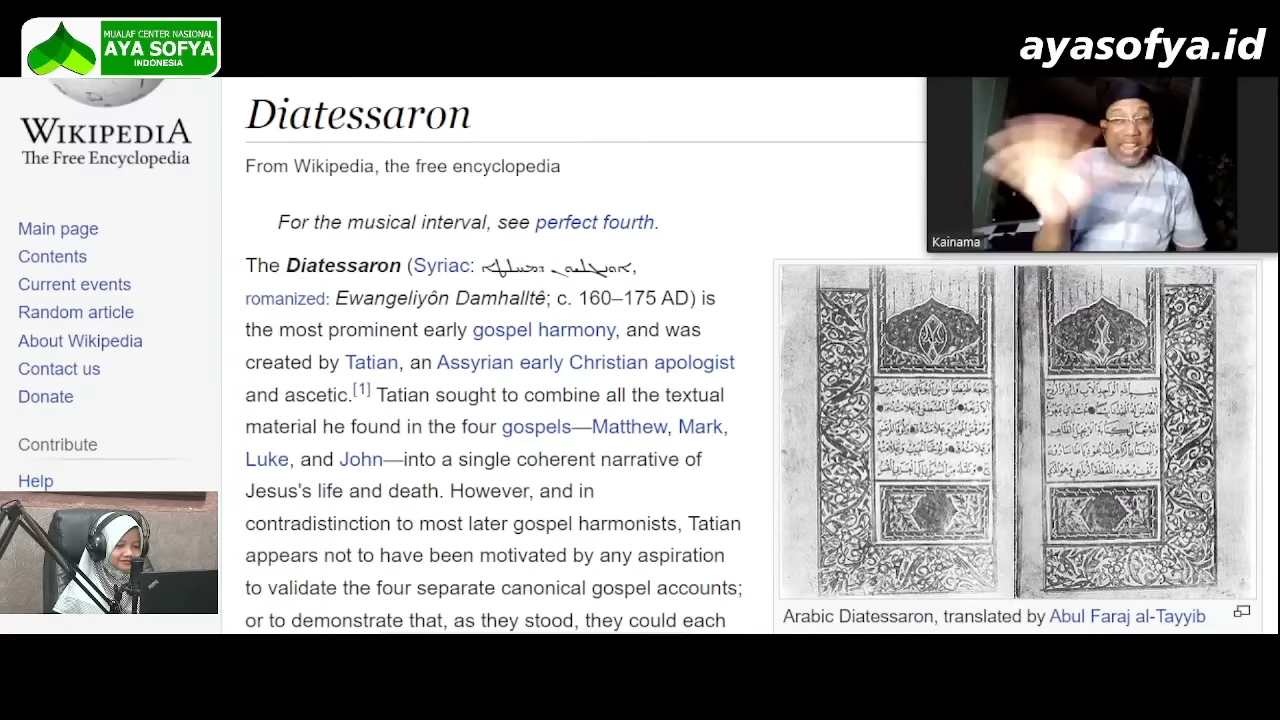 MUALAF CENTER NASIONAL
AYA SOFYA
INDONESIA
ayasofya.id
WIKIPEDIA
The Free Encyclopedia
Main page
Contents
Current events
Random article
About Wikipedia
Contact us
Donate
Contribute
Help
Diatessaron
From Wikipedia, the free encyclopedia
For the musical interval, see perfect fourth.
The Diatessaron (Syriac:
romanized: Ewangeliyôn Damhalltê; c. 160–175 AD) is
the most prominent early gospel harmony, and was
created by Tatian, an Assyrian early Christian apologist
and ascetic.[1] Tatian sought to combine all the textual
material he found in the four gospels—Matthew, Mark,
Luke, and John—into a single coherent narrative of
Jesus's life and death. However, and in
contradistinction to most later gospel harmonists, Tatian
appears not to have been motivated by any aspiration
to validate the four separate canonical gospel accounts;
or to demonstrate that, as they stood, they could each
Kainama
Arabic Diatessaron, translated by Abul Faraj al-Tayyib